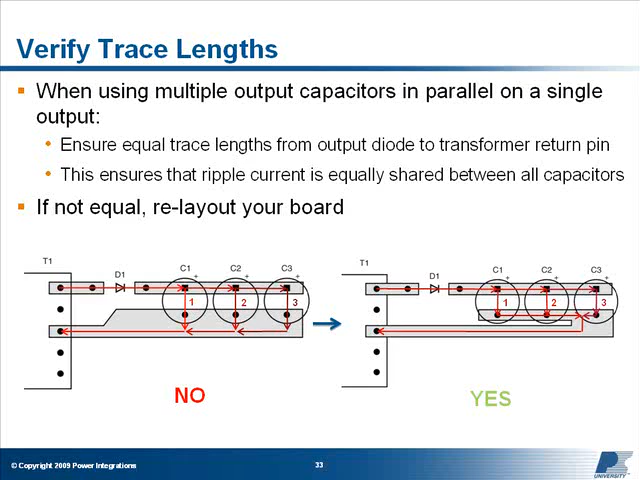 Verify Trace Lengths
When using multiple output capacitors in parallel on a single
output:
Ensure equal trace lengths from output diode to transformer return pin
This ensures that ripple current is equally shared between all capacitors
If not equal, re-layout your board
T1
D1
C1
+
C2
+
C3
+
1
2
3
NO
T1
D1
C1
+
C2
+
C3
+
1
2
3
YES
© Copyright 2009 Power Integrations
33
UNIVERSITY